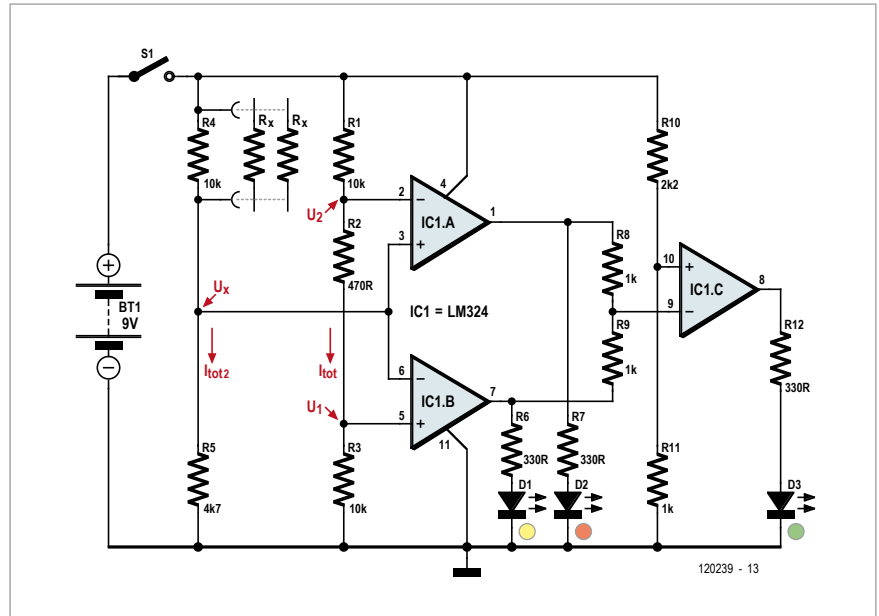 S1
R4
10k
Rx
Rx
R1
10k
U2
R2
470R
2
−
3
+
4
IC1.A
1
R10
2k2
R8
1k
10
+
9
−
IC1.C
8
Ux
IC1 = LM324
+
BT1
9V
−
Itot2
Itot
R9
1k
R12
330R
6
−
5
+
IC1.B
7
11
U1
R5
4k7
R3
10k
R6
330R
R7
330R
R11
1k
D1
D2
D3
120239 - 13